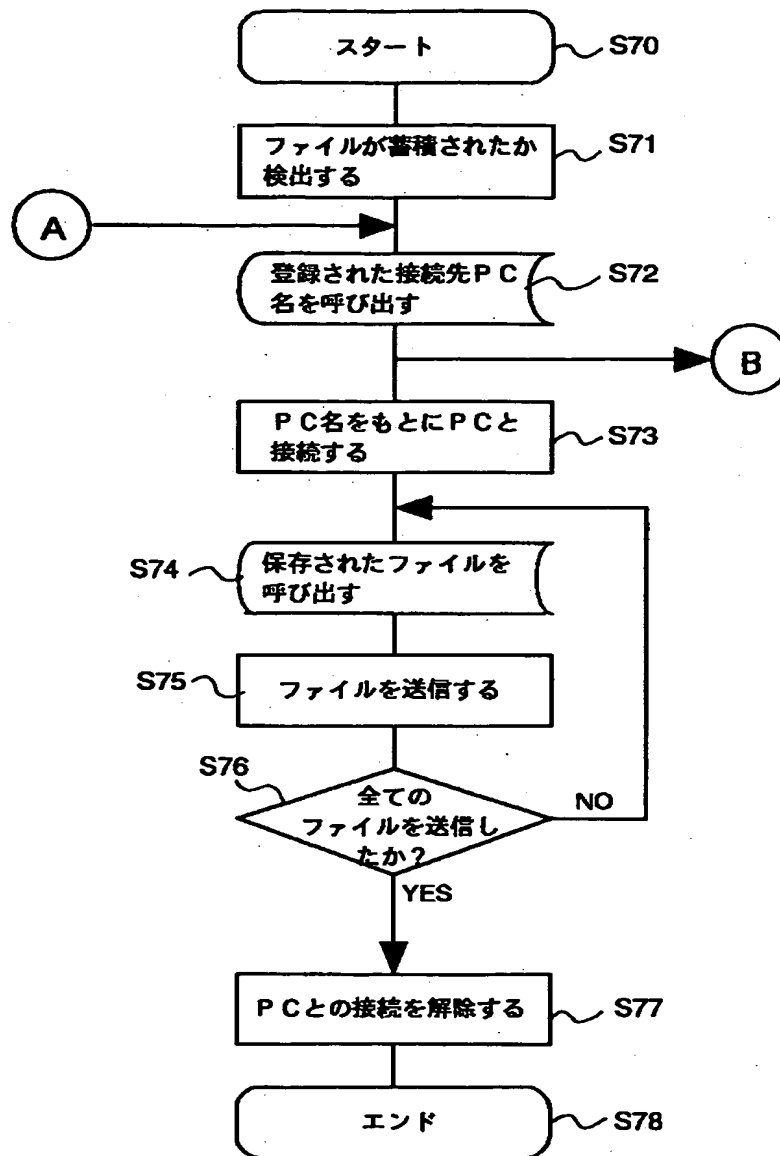 スタート
S70
ファイルが蓄積されたか
検出する
S71
A
登録された接続先PC
名を呼び出す
S72
B
PC名をもとにPCと
接続する
S73
S74
保存されたファイルを
呼び出す
S75
ファイルを送信する
S76
全ての
ファイルを送信し
たか?
NO
YES
PCとの接続を解除する
S77
エンド
S78